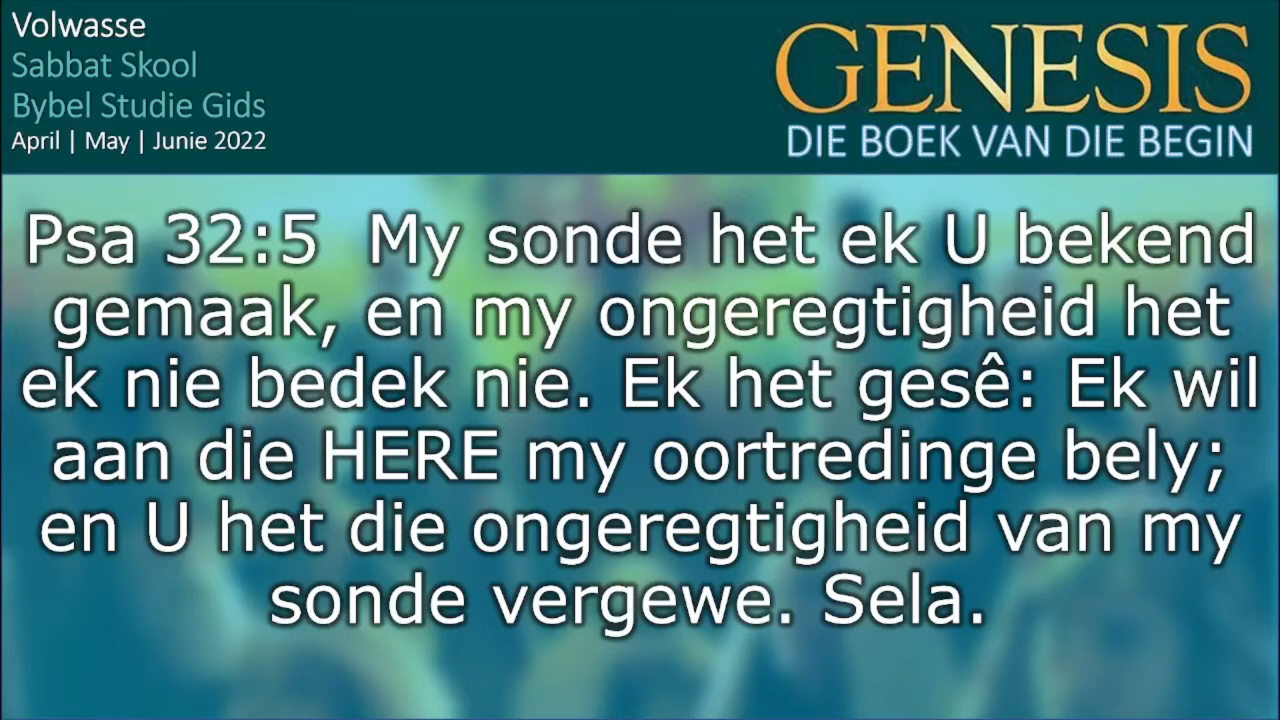 Volwasse
Sabbat Skool
Bybel Studie Gids
April | May | Junie 2022
GENESIS
DIE BOEK VAN DIE BEGIN
Psa 32:5  My sonde het ek U bekend
gemaak, en my ongeregtigheid het
ek nie bedek nie. Ek het gesê: Ek wil
aan die HERE my oortredinge bely;
en U het die ongeregtigheid van my
sonde vergewe. Sela.